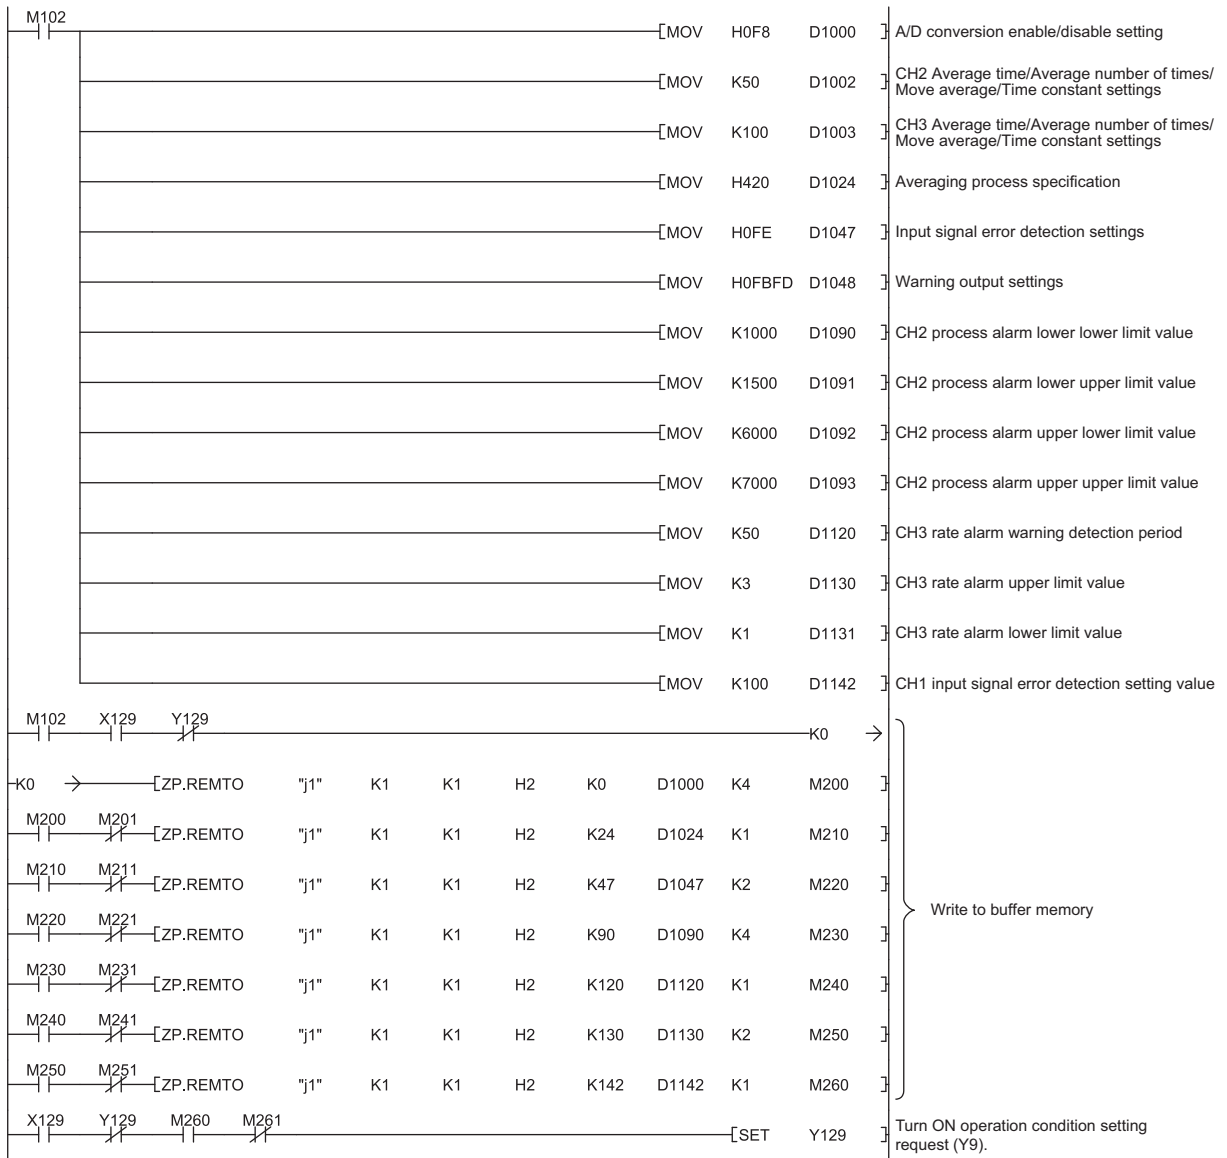 M102
MOV H0F8 D1000 A/D conversion enable/disable setting
MOV K50 D1002 CH2 Average time/Average number of times/
Move average/Time constant settings
MOV K100 D1003 CH3 Average time/Average number of times/
Move average/Time constant settings
MOV H420 D1024 Averaging process specification
MOV H0FE D1047 Input signal error detection settings
MOV H0FBFD D1048 Warning output settings
MOV K1000 D1090 CH2 process alarm lower lower limit value
MOV K1500 D1091 CH2 process alarm lower upper limit value
MOV K6000 D1092 CH2 process alarm upper lower limit value
MOV K7000 D1093 CH2 process alarm upper upper limit value
MOV K50 D1120 CH3 rate alarm warning detection period
MOV K3 D1130 CH3 rate alarm upper limit value
MOV K1 D1131 CH3 rate alarm lower limit value
MOV K100 D1142 CH1 input signal error detection setting value
M102 X129 Y129
K0
K0 ZP.REMTO "j1" K1 K1 H2 K0 D1000 K4 M200
M200 M201
ZP.REMTO "j1" K1 K1 H2 K24 D1024 K1 M210
M210 M211
ZP.REMTO "j1" K1 K1 H2 K47 D1047 K2 M220
Write to buffer memory
M220 M221
ZP.REMTO "j1" K1 K1 H2 K90 D1090 K4 M230
M230 M231
ZP.REMTO "j1" K1 K1 H2 K120 D1120 K1 M240
M240 M241
ZP.REMTO "j1" K1 K1 H2 K130 D1130 K2 M250
M250 M251
ZP.REMTO "j1" K1 K1 H2 K142 D1142 K1 M260
X129 Y129 M260 M261
SET Y129 Turn ON operation condition setting
request (Y9).